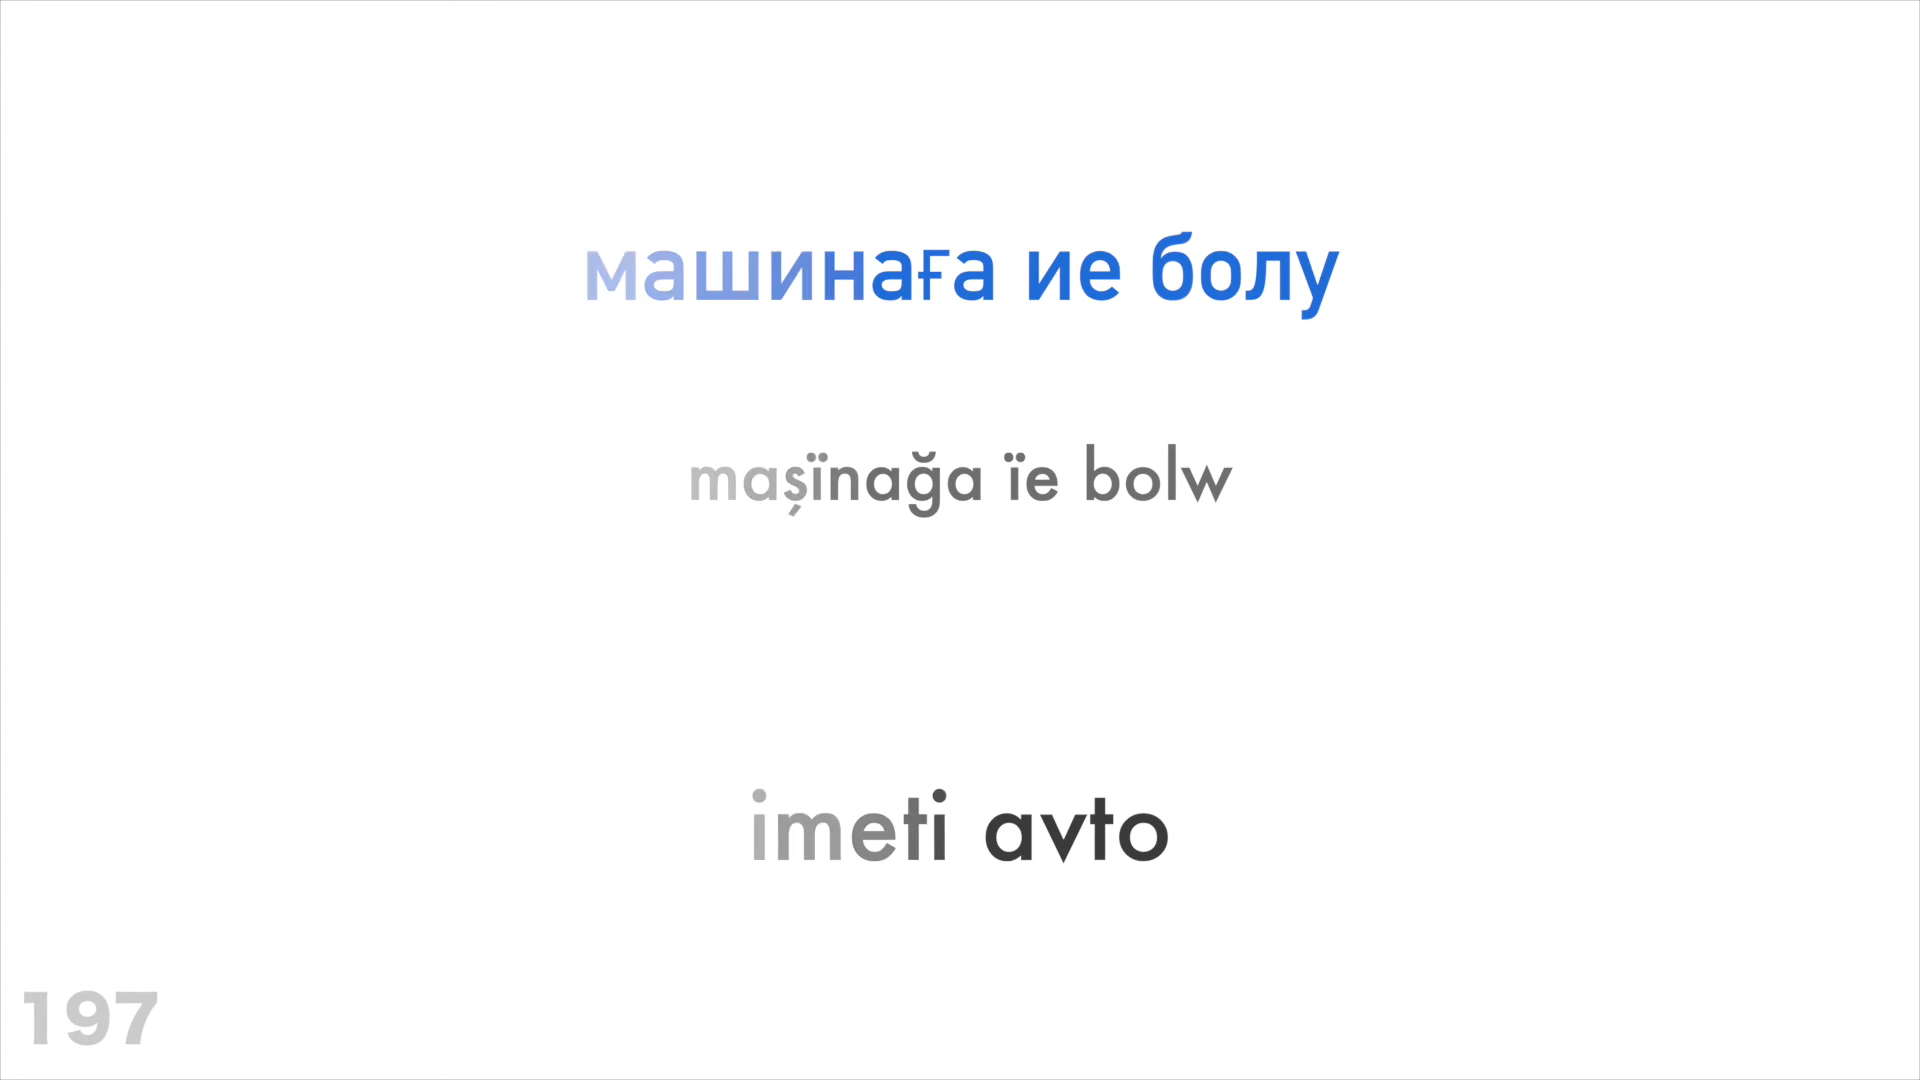 машинаға ие болу
maşïnağa ïe bolw
imeti avto
197